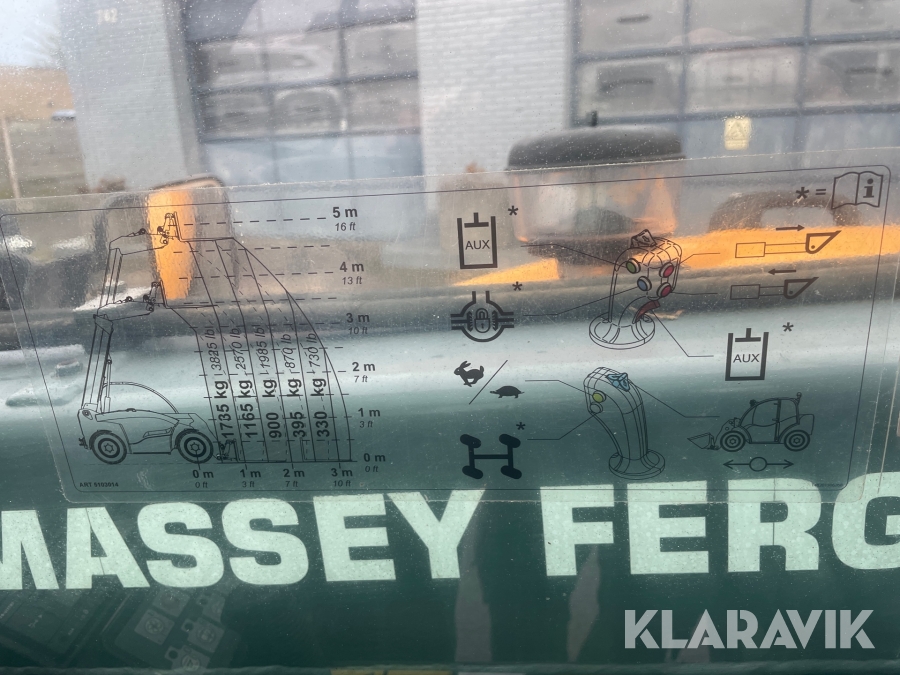 5 m
16 ft
4 m
13 ft
3 m
10 ft
2 m
7 ft
1 m
3 ft
0 m
0 ft
1735 kg 3825 lb
1165 kg 2570 lb
900 kg 1985 lb
395 kg 870 lb
330 kg 730 lb
0 m 1 m 2 m 3 m
0 ft 3 ft 7 ft 10 ft
AUX *
*
*
* = i
AUX *
MASSEY FERG
KLARAVIK